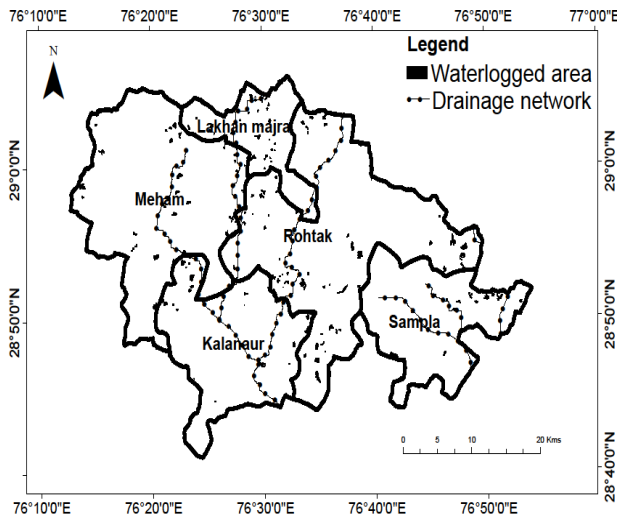 76°10'0"E 76°20'0"E 76°30'0"E 76°40'0"E 76°50'0"E 77°0'0"E
N
Legend
Waterlogged area
Drainage network
Lakhan majra
29°0'0"N
29°0'0"N
Meham
Rohtak
28°50'0"N
28°50'0"N
Sampla
Kalanaur
0 5 10 20 Kms
28°40'0"N
76°10'0"E 76°20'0"E 76°30'0"E 76°40'0"E 76°50'0"E